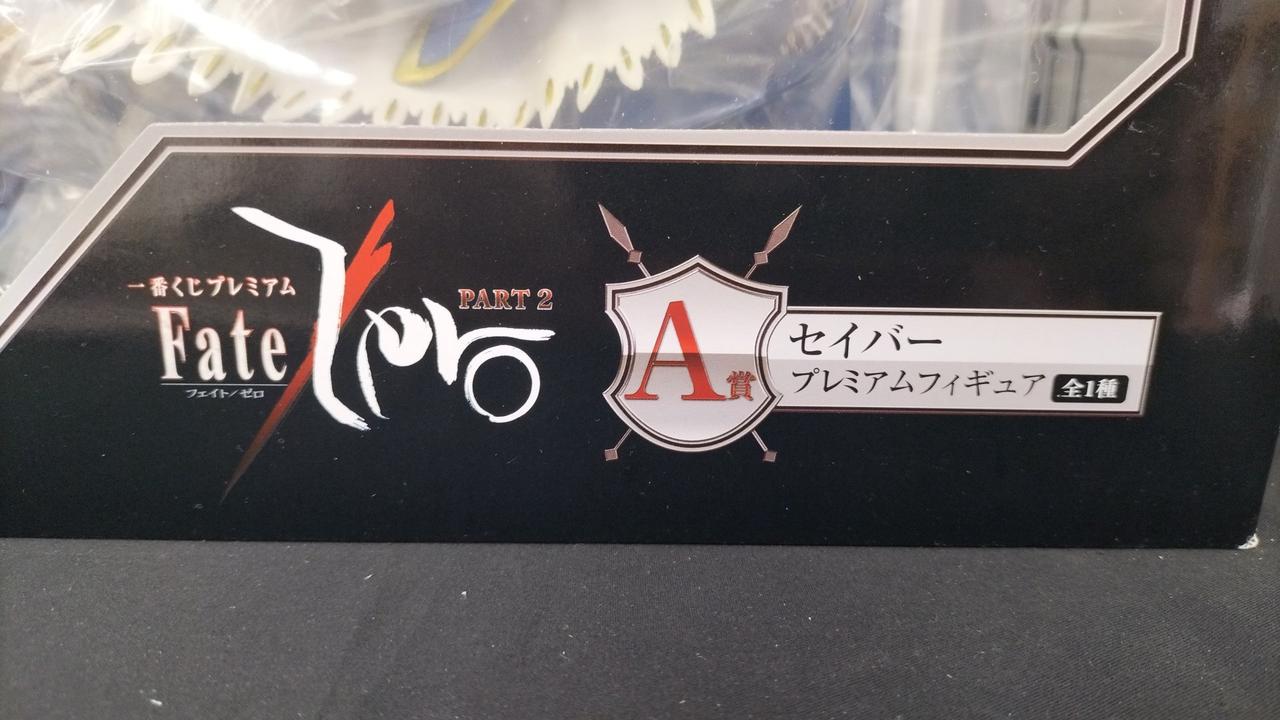 一番くじプレミアム
Fate/Zero
PART 2
フェイト/ゼロ
A賞
セイバー
プレミアムフィギュア 全1種